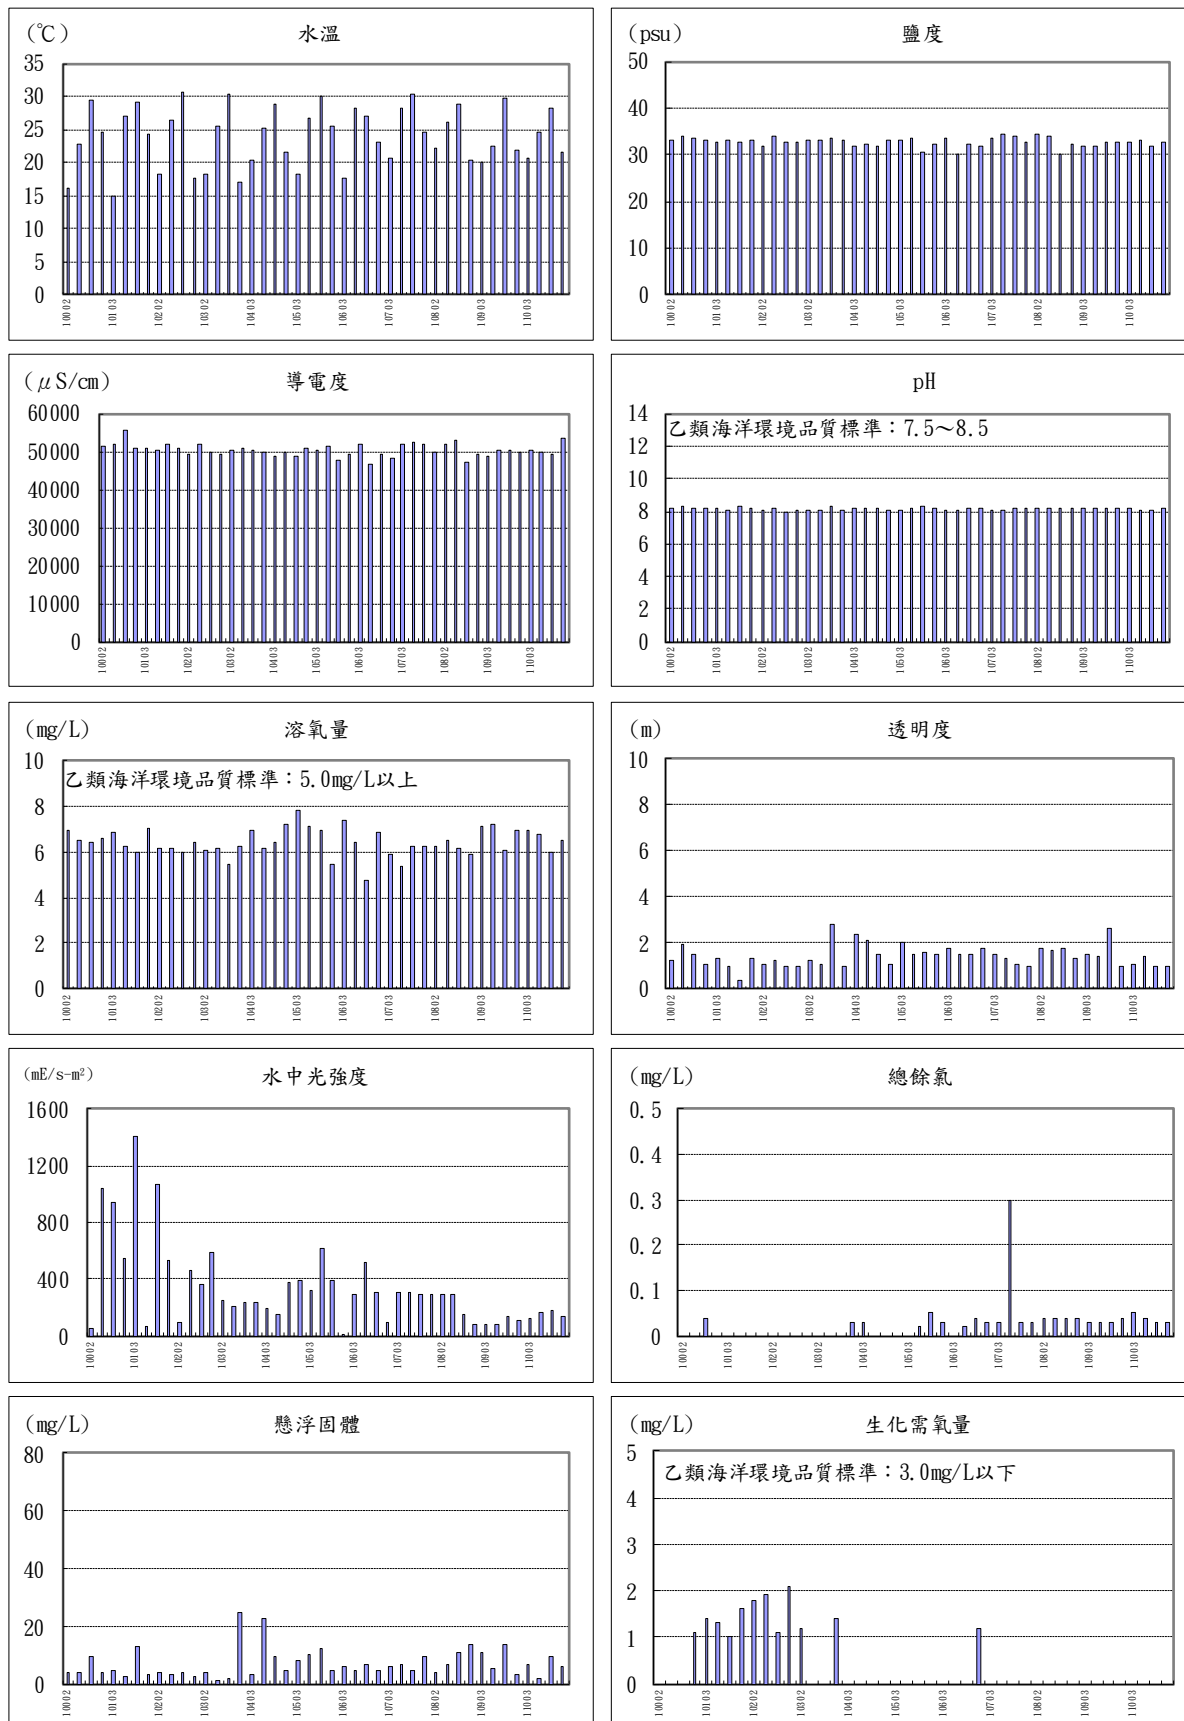 (℃) 水溫
35
30
25
20
15
10
5
0
10002 10103 10202 10302 10403 10503 10603 10703 10802 10903 11003
(psu) 鹽度
50
40
30
20
10
0
10002 10103 10202 10302 10403 10503 10603 10703 10802 10903 11003
(μS/cm) 導電度
60000
50000
40000
30000
20000
10000
0
10002 10103 10202 10302 10403 10503 10603 10703 10802 10903 11003
pH
乙類海洋環境品質標準：7.5～8.5
14
12
10
8
6
4
2
0
10002 10103 10202 10302 10403 10503 10603 10703 10802 10903 11003
(mg/L) 溶氧量
乙類海洋環境品質標準：5.0mg/L以上
10
8
6
4
2
0
10002 10103 10202 10302 10403 10503 10603 10703 10802 10903 11003
(m) 透明度
10
8
6
4
2
0
10002 10103 10202 10302 10403 10503 10603 10703 10802 10903 11003
(mE/s-m²) 水中光強度
1600
1200
800
400
0
10002 10103 10202 10302 10403 10503 10603 10703 10802 10903 11003
(mg/L) 總餘氯
0.5
0.4
0.3
0.2
0.1
0
10002 10103 10202 10302 10403 10503 10603 10703 10802 10903 11003
(mg/L) 懸浮固體
80
60
40
20
0
10002 10103 10202 10302 10403 10503 10603 10703 10802 10903 11003
(mg/L) 生化需氧量
乙類海洋環境品質標準：3.0mg/L以下
5
4
3
2
1
0
10002 10103 10202 10302 10403 10503 10603 10703 10802 10903 11003